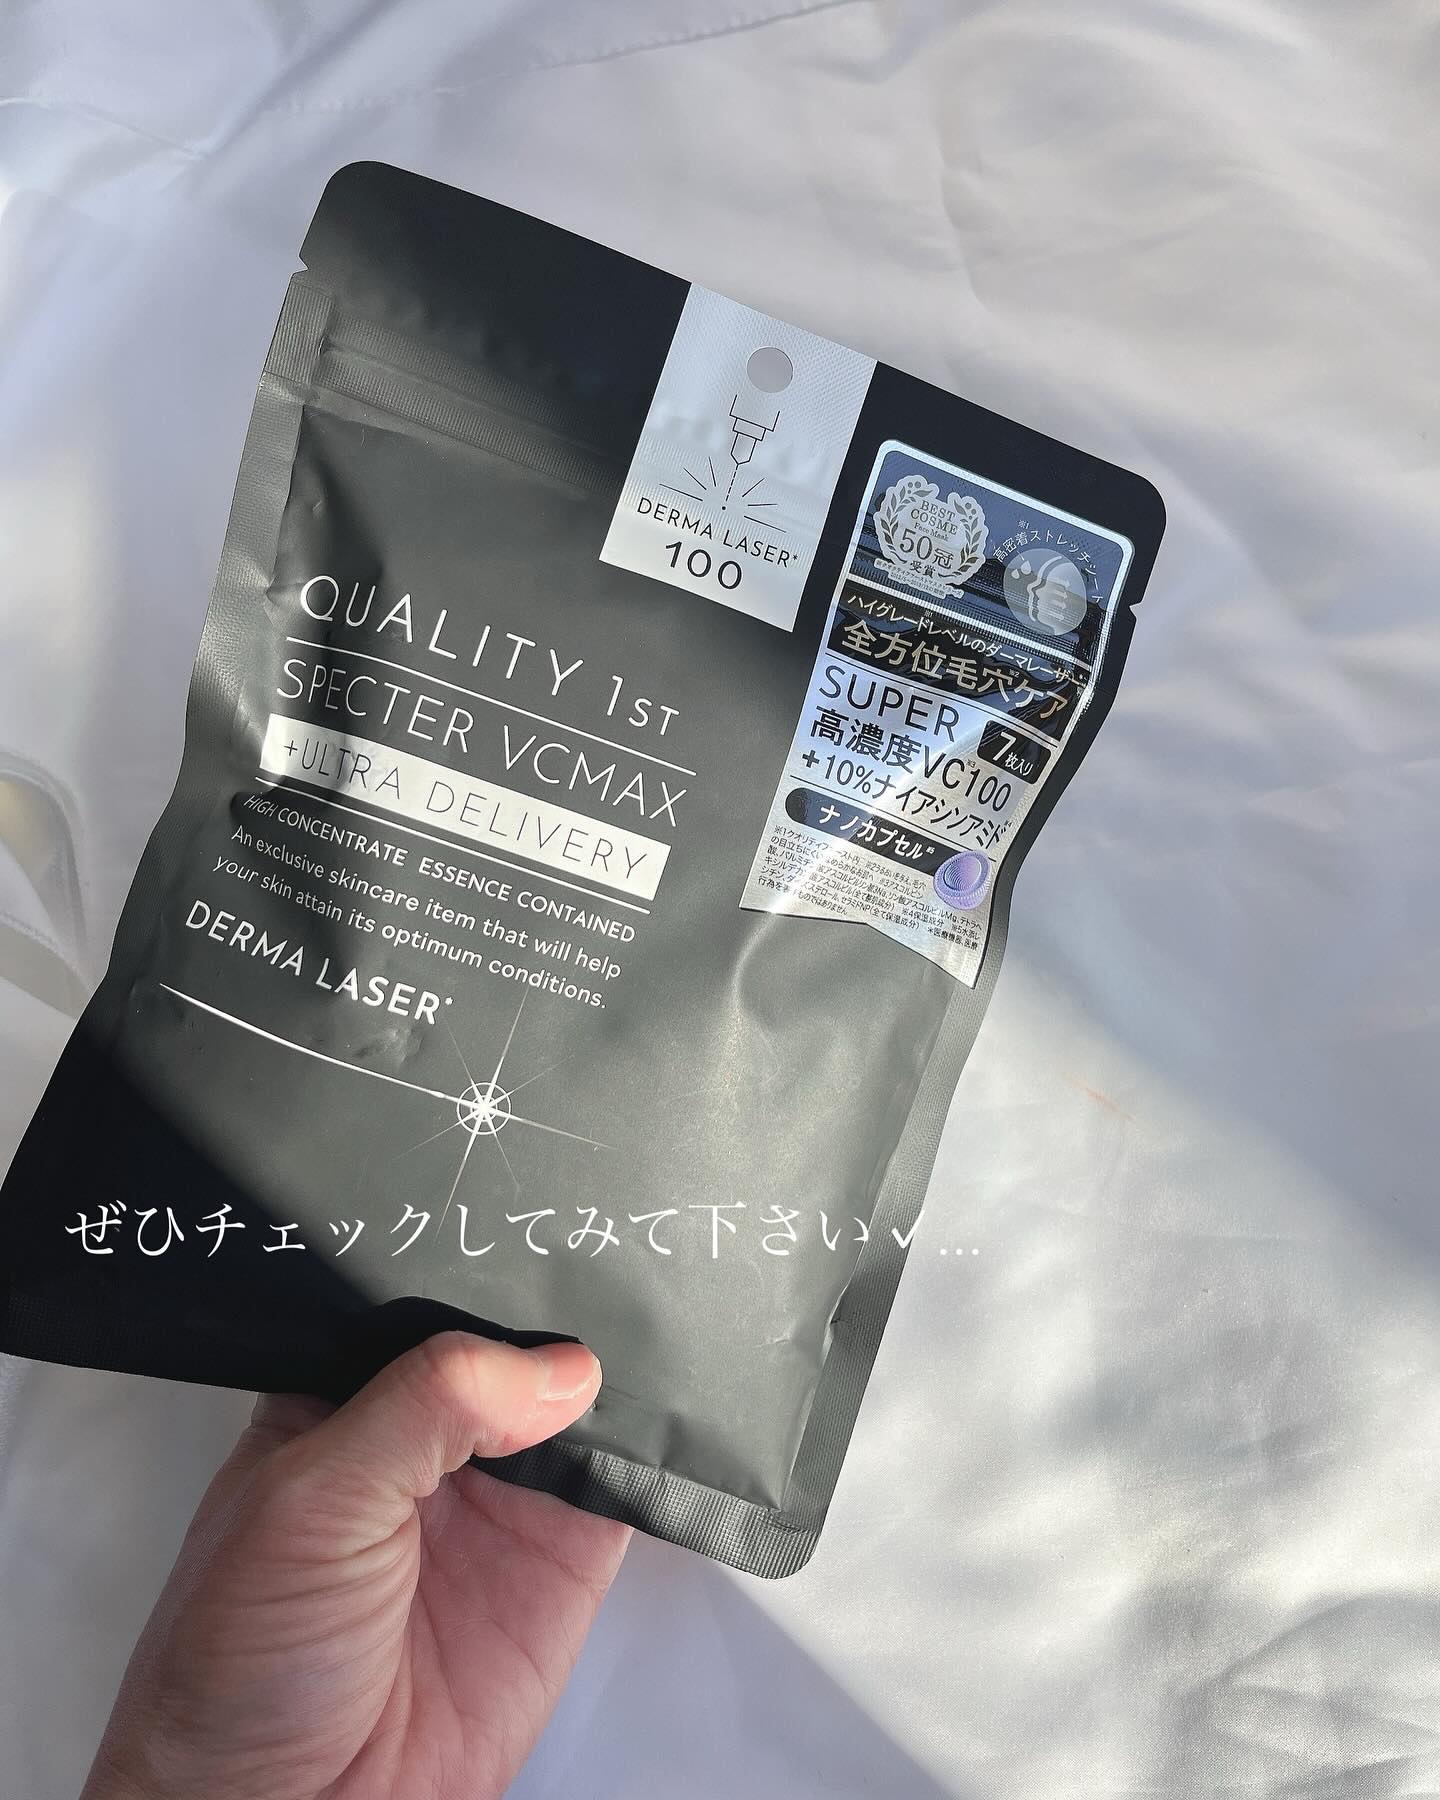 DERMA LASER*
100
QUALITY 1ST
SPECTER VCMAX
+ULTRA DELIVERY
HIGH CONCENTRATE ESSENCE CONTAINED
An exclusive skincare item that will help
your skin attain its optimum conditions.
DERMA LASER*
BEST
COSME
Face Mask
50冠
受賞
※1
高密着ストレッチシート
ハイグレードレベルのダーマレーザー
全方位毛穴ケア
SUPER
高濃度VC100
7枚入り
+10%ナイアシンアミド
ナノカプセル
ぜひチェックしてみて下さい✓...